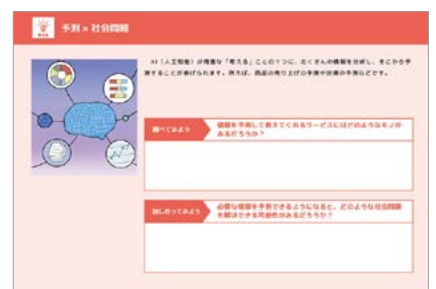 予測 × 社会問題
AI（人工知能）が得意な「考える」ことの１つに、たくさんの情報を分析し、そこから予
測することが挙げられます。例えば、商品の売り上げの予測や計画の予測などです。
調べてみよう
情報を予測して教えてくれるサービスにはどのようなモノが
あるだろうか？
話し合ってみよう
必要な情報を予測できるようになると、どのような社会問題
を解決できる可能性があるだろうか？